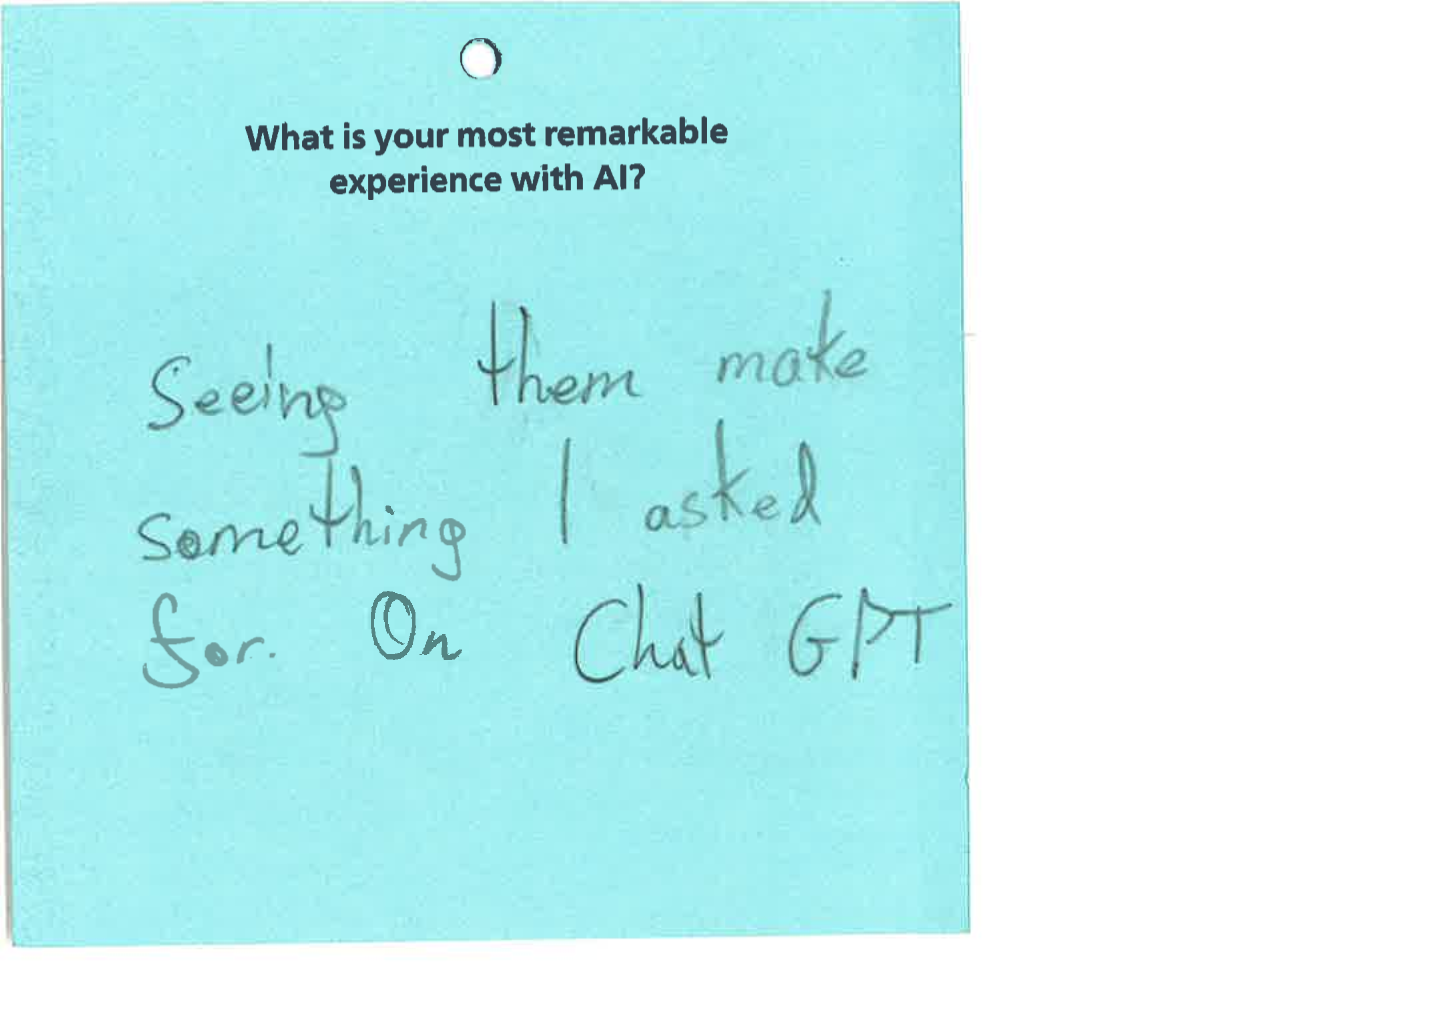 What is your most remarkable
experience with AI?
Seeing them make
something I asked
for. On Chat GPT